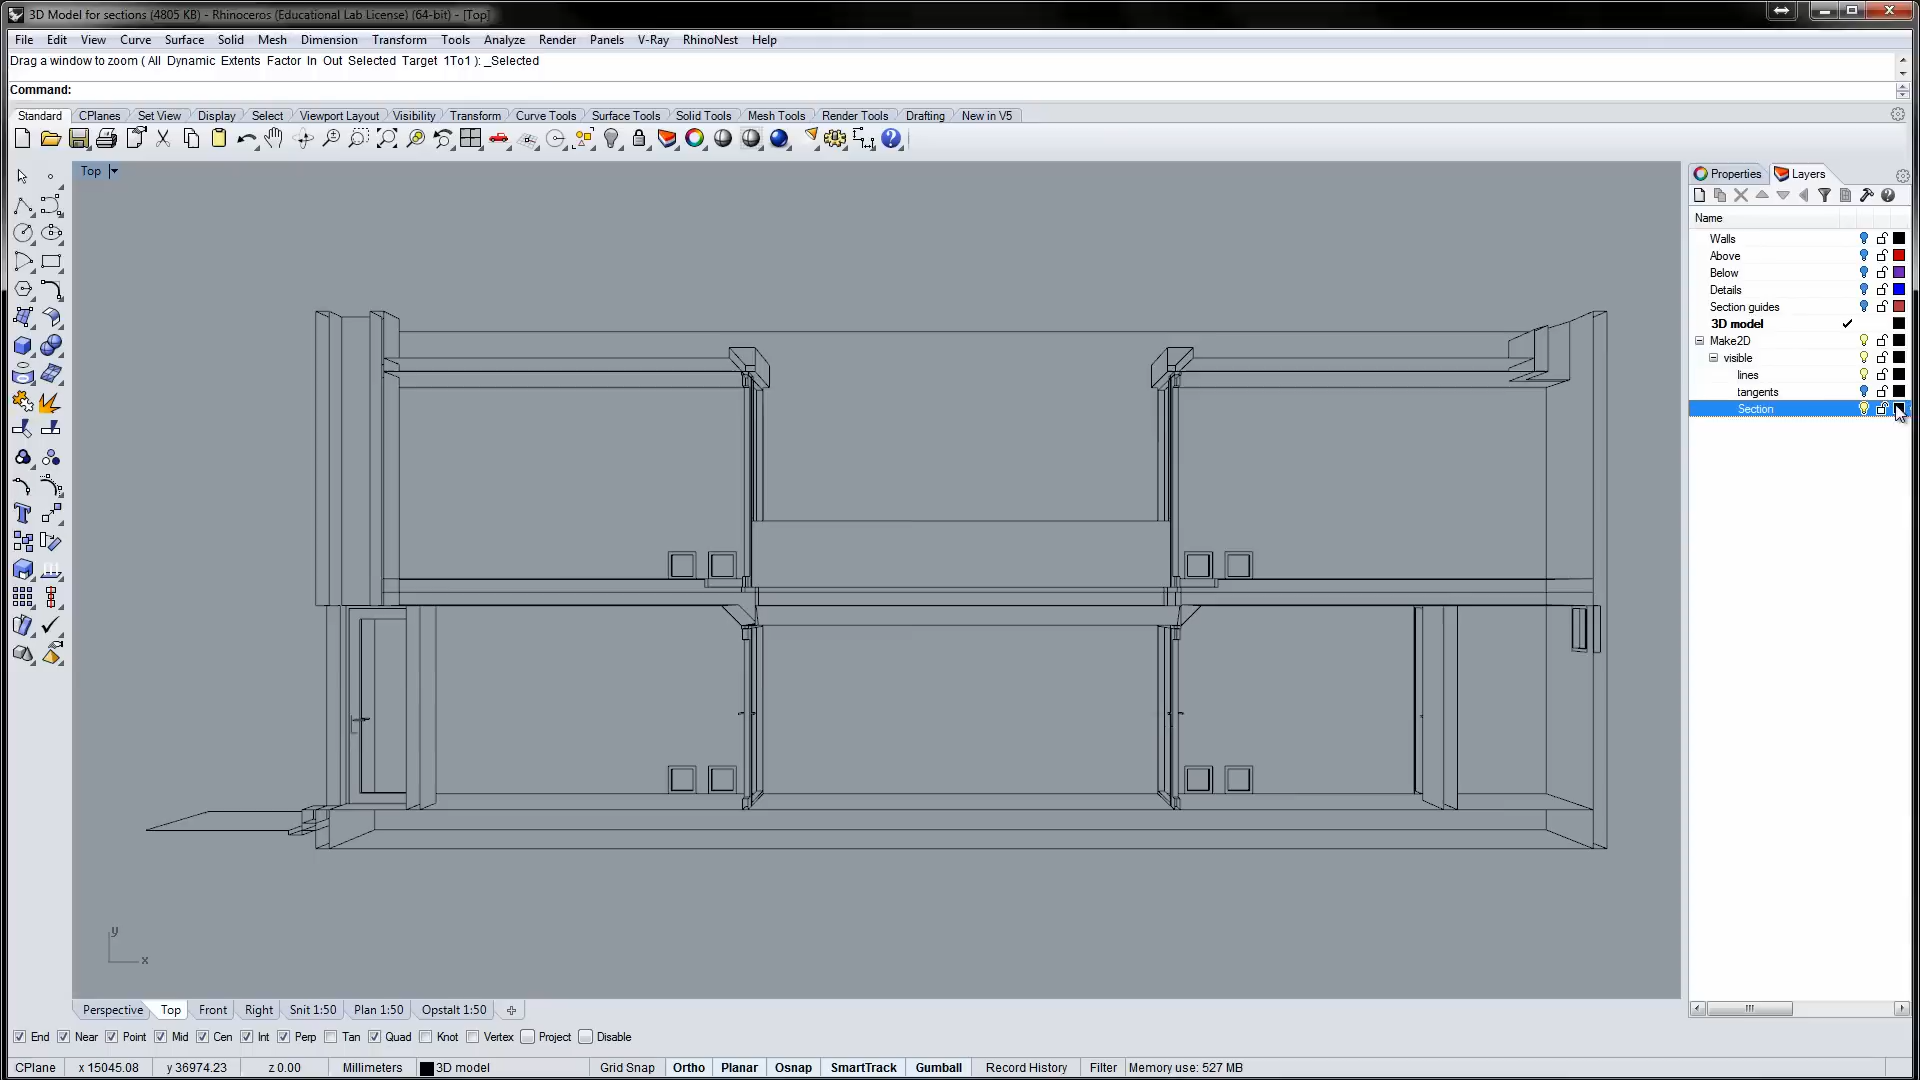 3D Model for sections (4805 KB) - Rhinoceros (Educational Lab License) (64-bit) - [Top]
File Edit View Curve Surface Solid Mesh Dimension Transform Tools Analyze Render Panels V-Ray RhinoNest Help
Drag a window to zoom ( All Dynamic Extents Factor In Out Selected Target 1To1 ): _Selected
Command:
Standard CPlanes Set View Display Select Viewport Layout Visibility Transform Curve Tools Surface Tools Solid Tools Mesh Tools Render Tools Drafting New in V5
Top
Properties Layers
Name
Walls
Above
Below
Details
Section guides
3D model
Make2D
visible
lines
tangents
Section
y
x
Perspective Top Front Right Snit 1:50 Plan 1:50 Opstalt 1:50
End Near Point Mid Cen Int Perp Tan Quad Knot Vertex Project Disable
CPlane x 15045.08 y 36974.23 z 0.00 Millimeters 3D model Grid Snap Ortho Planar Osnap SmartTrack Gumball Record History Filter Memory use: 527 MB